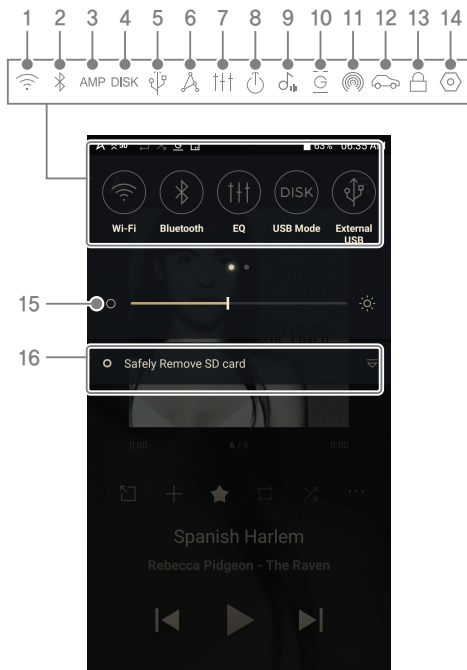 1 2 3 4 5 6 7 8 9 10 11 12 13 14
AMP DISK G
G 63% 06:35 AM
DISK
Wi-Fi Bluetooth EQ USB Mode External USB
15
16 Safely Remove SD card
0:00 6 / 6 0:00
Spanish Harlem
Rebecca Pidgeon - The Raven